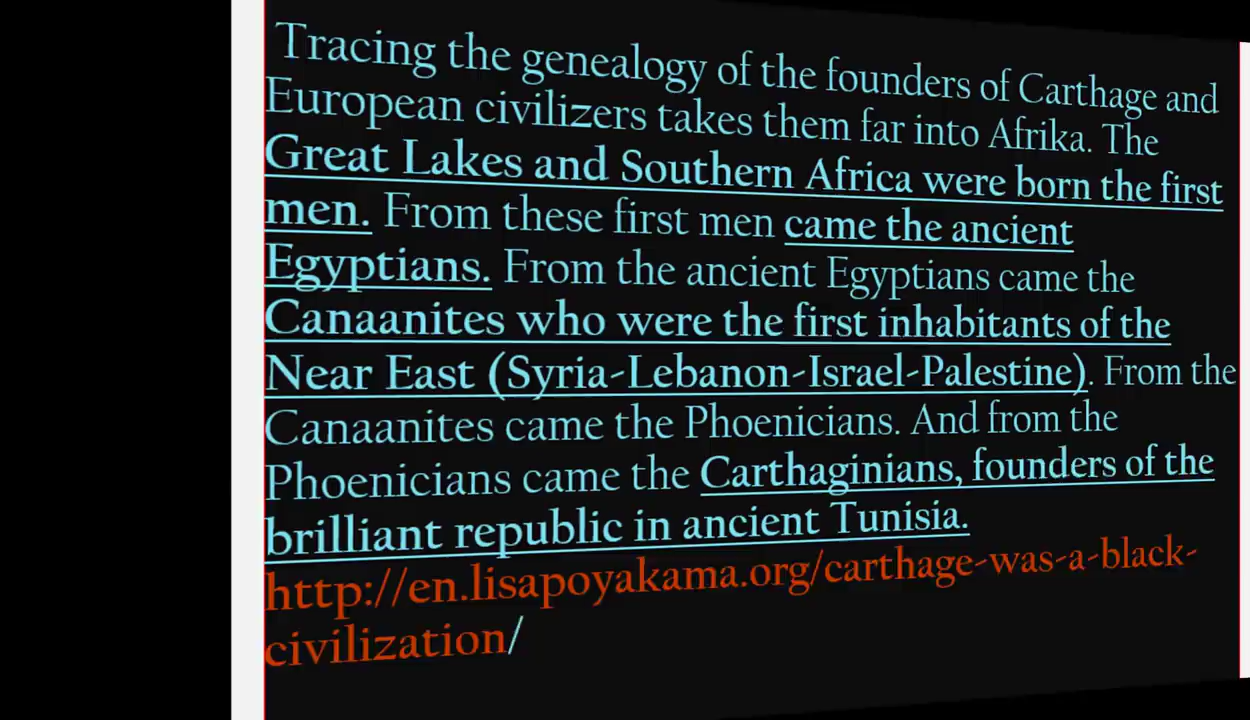 Tracing the genealogy of the founders of Carthage and
European civilizers takes them far into Afrika. The
Great Lakes and Southern Africa were born the first
men. From these first men came the ancient
Egyptians. From the ancient Egyptians came the
Canaanites who were the first inhabitants of the
Near East (Syria-Lebanon-Israel-Palestine). From the
Canaanites came the Phoenicians. And from the
Phoenicians came the Carthaginians, founders of the
brilliant republic in ancient Tunisia.
http://en.lisapoyakama.org/carthage-was-a-black-
civilization/